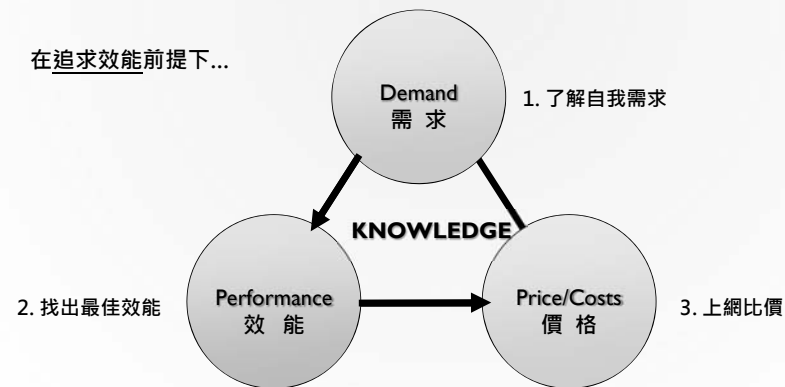 在追求效能前提下...
Demand
需 求
1. 了解自我需求
KNOWLEDGE
Performance
效 能
2. 找出最佳效能
Price/Costs
價 格
3. 上網比價